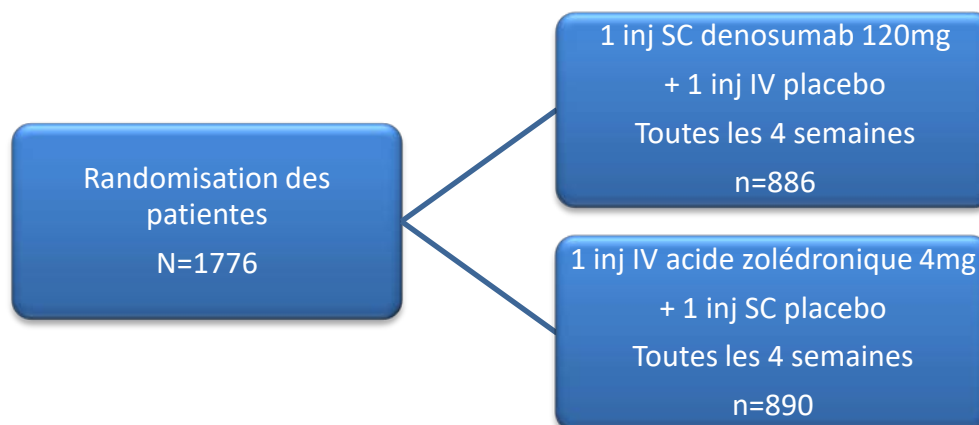 Randomisation des
patientes
N=1776
1 inj SC denosumab 120mg
+ 1 inj IV placebo
Toutes les 4 semaines
n=886
1 inj IV acide zolédronique 4mg
+ 1 inj SC placebo
Toutes les 4 semaines
n=890